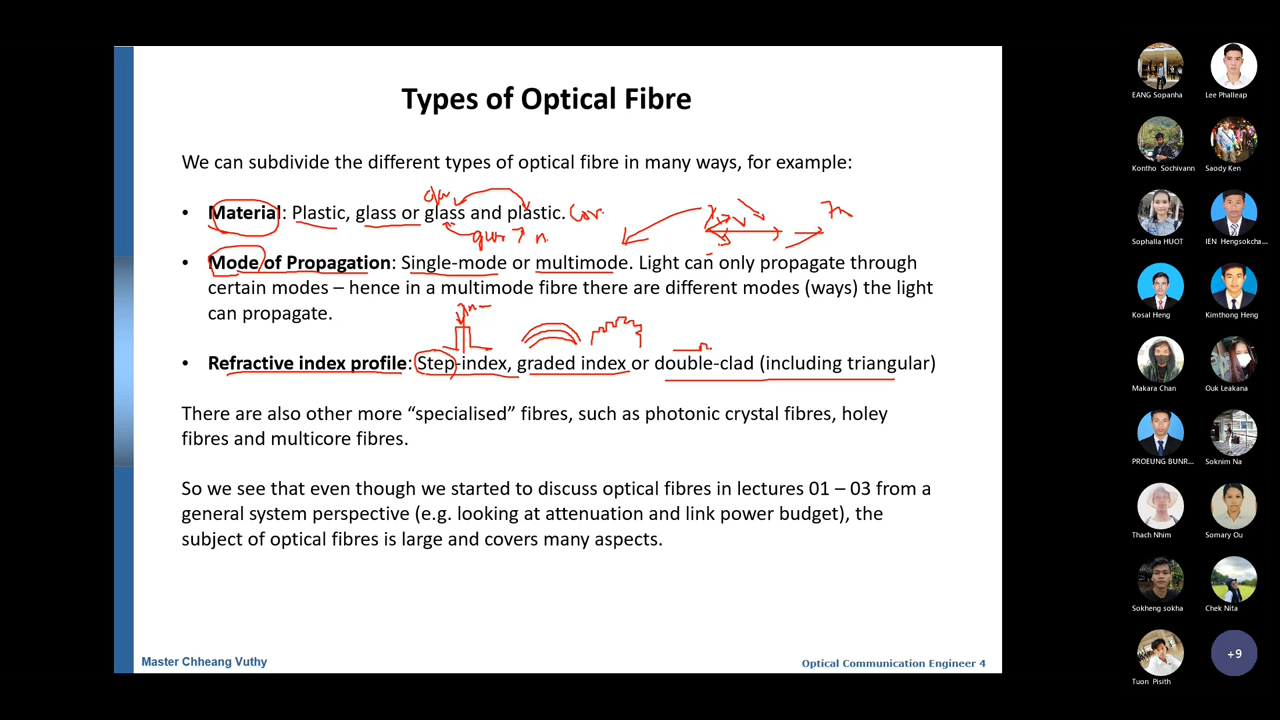 Types of Optical Fibre
We can subdivide the different types of optical fibre in many ways, for example:
• Material: Plastic, glass or glass and plastic.
• Mode of Propagation: Single-mode or multimode. Light can only propagate through
certain modes – hence in a multimode fibre there are different modes (ways) the light
can propagate.
• Refractive index profile: Step-index, graded index or double-clad (including triangular)
There are also other more “specialised” fibres, such as photonic crystal fibres, holey
fibres and multicore fibres.
So we see that even though we started to discuss optical fibres in lectures 01 – 03 from a
general system perspective (e.g. looking at attenuation and link power budget), the
subject of optical fibres is large and covers many aspects.
Master Chheang Vuthy
Optical Communication Engineer 4
EANG Sopanha
Lee Phalleap
Kontho Sochivann
Saody Ken
Sophalla HUOT
IEN Hengsokcha...
Kosal Heng
Kimthong Heng
Makara Chan
Ouk Leakana
PROEUNG BUNR...
Soknim Na
Thach Nhim
Somary Ou
Sokheng sokha
Chek Nita
Tuon Pisith
+9